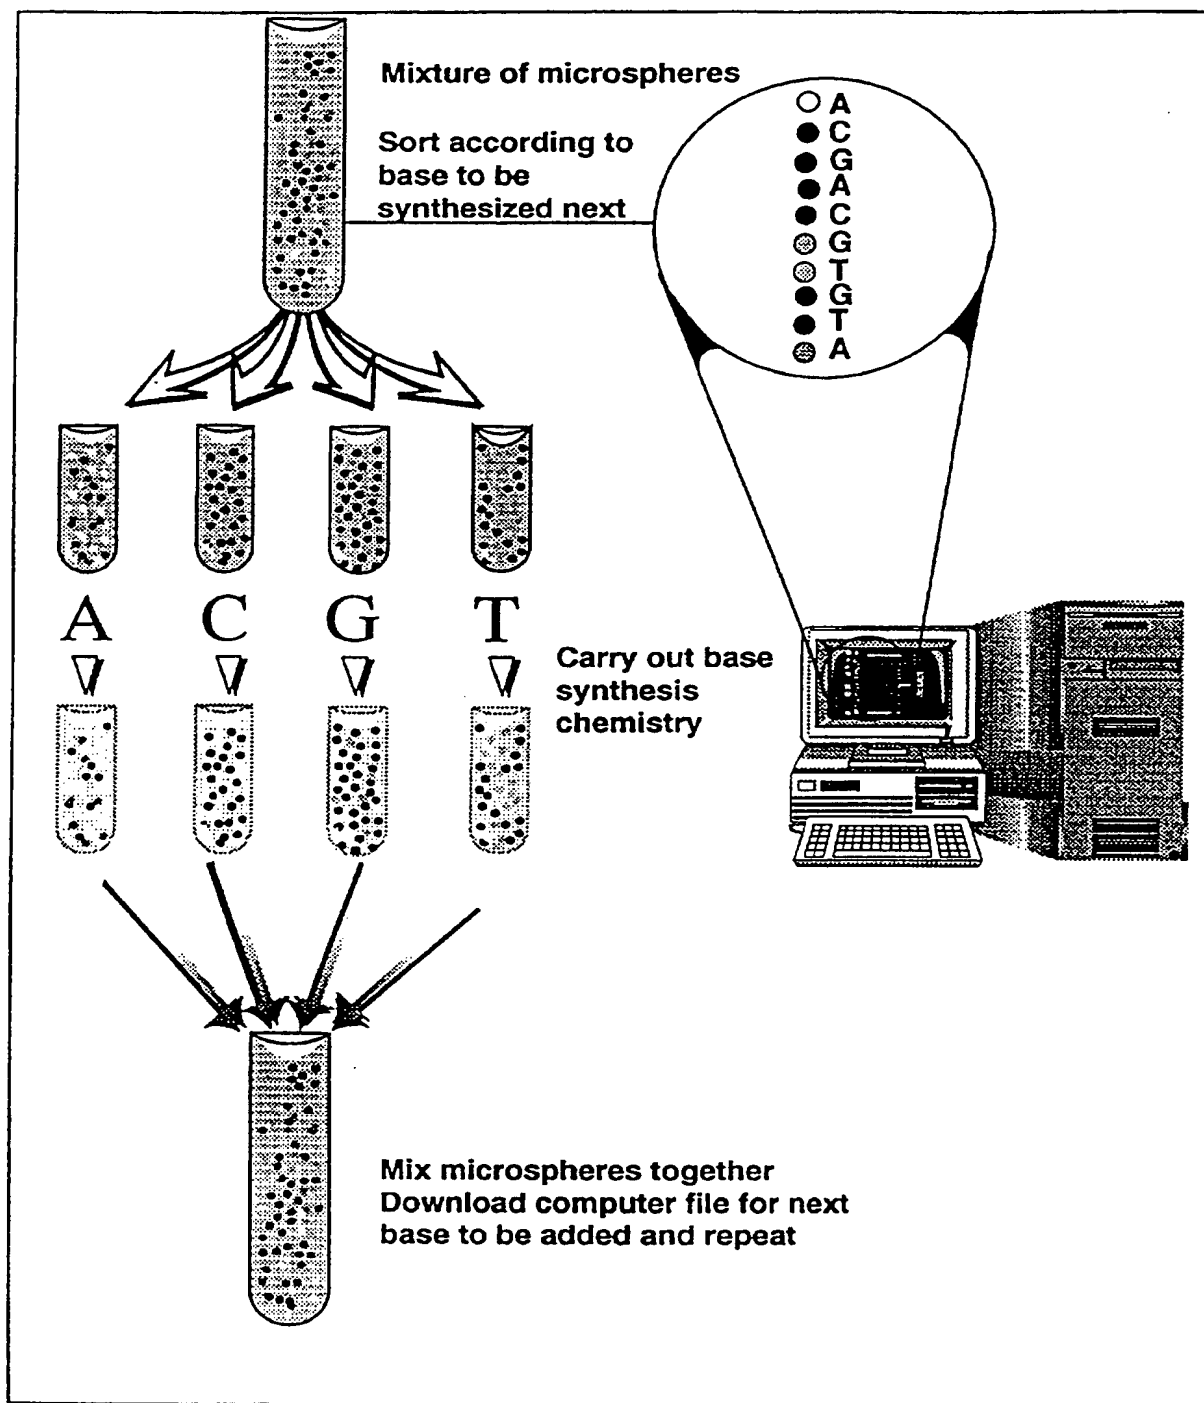 Mixture of microspheres
Sort according to
base to be
synthesized next
A
C
G
A
C
G
T
G
T
A
A C G T
Carry out base
synthesis
chemistry
Mix microspheres together
Download computer file for next
base to be added and repeat